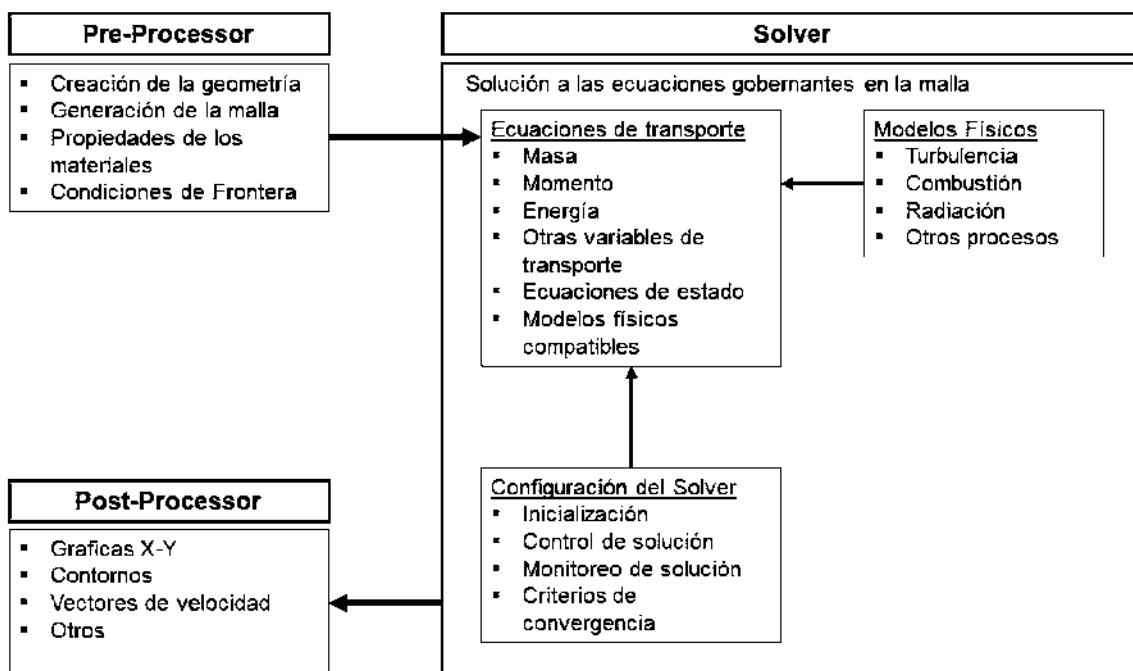 Pre-Processor
▪ Creación de la geometría
▪ Generación de la malla
▪ Propiedades de los
materiales
▪ Condiciones de Frontera
Solver
Solución a las ecuaciones gobernantes en la malla
Ecuaciones de transporte
▪ Masa
▪ Momento
▪ Energía
▪ Otras variables de
transporte
▪ Ecuaciones de estado
▪ Modelos físicos
compatibles
Modelos Físicos
▪ Turbulencia
▪ Combustión
▪ Radiación
▪ Otros procesos
Configuración del Solver
▪ Inicialización
▪ Control de solución
▪ Monitoreo de solución
▪ Criterios de
convergencia
Post-Processor
▪ Graficas X-Y
▪ Contornos
▪ Vectores de velocidad
▪ Otros